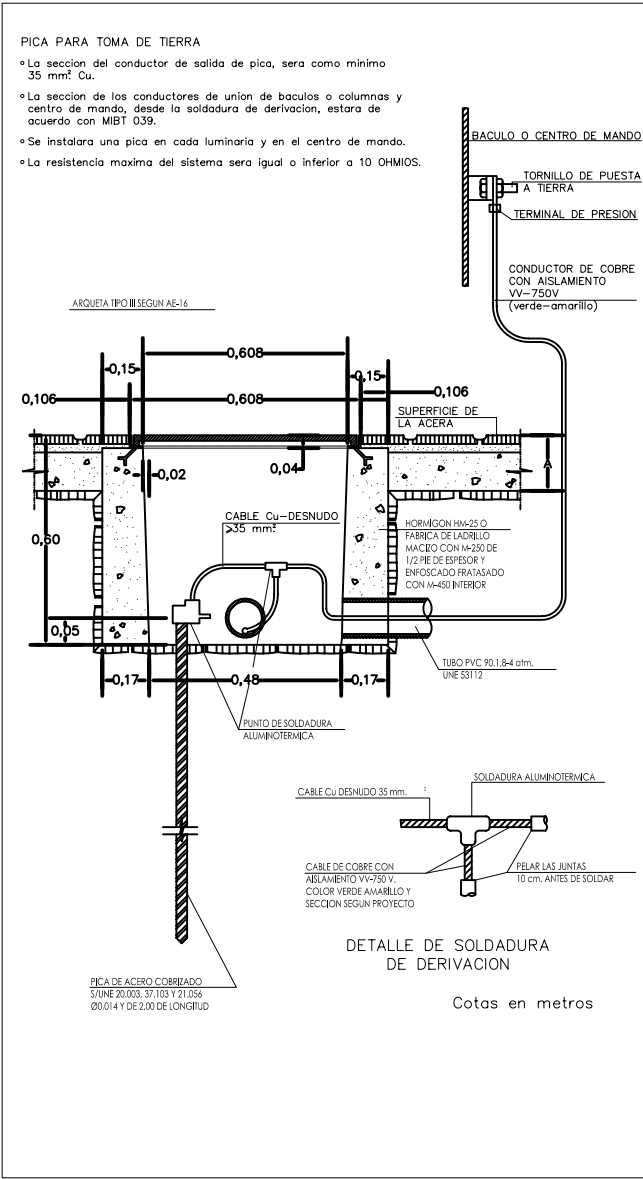 PICA PARA TOMA DE TIERRA
° La seccion del conductor de salida de pica, sera como minimo
35 mm² Cu.
° La seccion de los conductores de union de baculos o columnas y
centro de mando, desde la soldadura de derivacion, estara de
acuerdo con MIBT 039.
° Se instalara una pica en cada luminaria y en el centro de mando.
° La resistencia maxima del sistema sera igual o inferior a 10 OHMIOS.
BACULO O CENTRO DE MANDO
TORNILLO DE PUESTA
A TIERRA
TERMINAL DE PRESION
CONDUCTOR DE COBRE
CON AISLAMIENTO
VV-750V
(verde-amarillo)
ARQUETA TIPO III SEGUN AE-16
0,608
0,15
0,15
0,106
0,608
0,106
SUPERFICIE DE
LA ACERA
0,02
0,04
A
0,60
CABLE Cu-DESNUDO
>35 mm²
HORMIGON HM-25 O
FABRICA DE LADRILLO
MACIZO CON M-250 DE
1/2 PIE DE ESPESOR Y
ENFOSCADO FRATASADO
CON M-450 INTERIOR
0,05
0,17
0,48
0,17
TUBO PVC 90.1,8-4 atm.
UNE 53112
PUNTO DE SOLDADURA
ALUMINOTERMICA
SOLDADURA ALUMINOTERMICA
CABLE Cu DESNUDO 35 mm. ²
CABLE DE COBRE CON
AISLAMIENTO VV-750 V.
COLOR VERDE AMARILLO Y
SECCION SEGUN PROYECTO
PELAR LAS JUNTAS
10 cm. ANTES DE SOLDAR
DETALLE DE SOLDADURA
DE DERIVACION
PICA DE ACERO COBRIZADO
S/UNE 20.003, 37.103 Y 21.056
Ø0.014 Y DE 2,00 DE LONGITUD
Cotas en metros